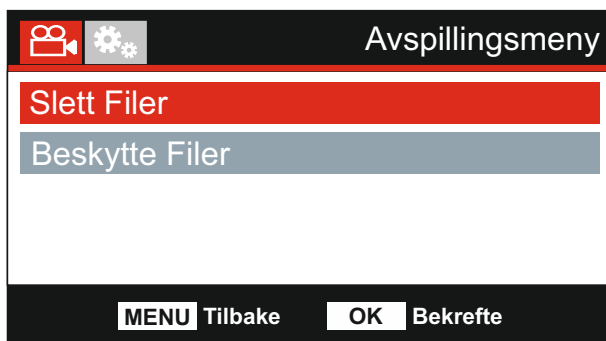 Avspillingsmeny
Slett Filer
Beskytte Filer
MENU Tilbake OK Bekrefte